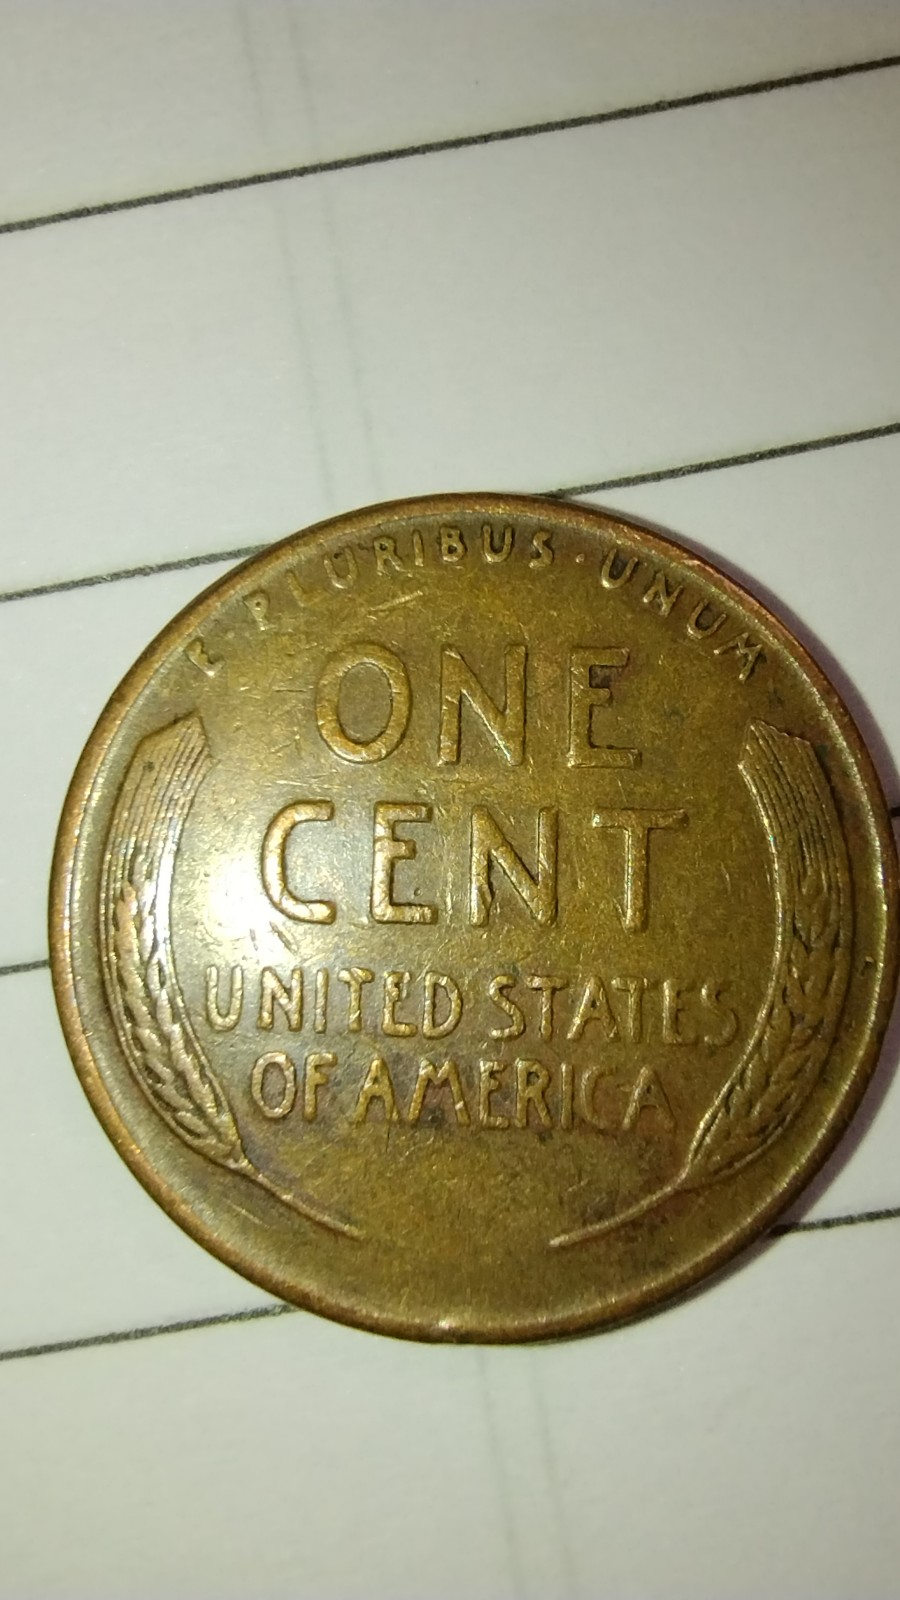 E · PLURIBUS · UNUM
ONE
CENT
UNITED STATES
OF AMERICA